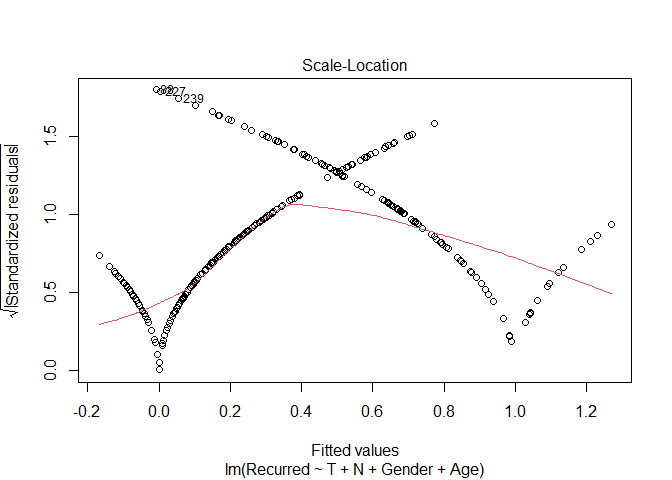 Scale-Location
√|Standardized residuals|
0.0 0.5 1.0 1.5
227
239
-0.2 0.0 0.2 0.4 0.6 0.8 1.0 1.2
Fitted values
lm(Recurred ~ T + N + Gender + Age)